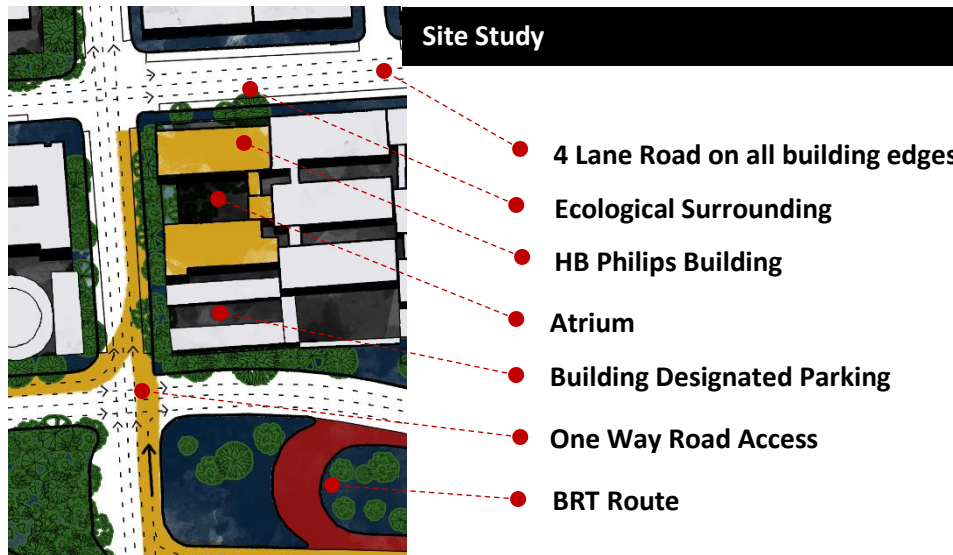 Site Study
4 Lane Road on all building edges
Ecological Surrounding
HB Philips Building
Atrium
Building Designated Parking
One Way Road Access
BRT Route